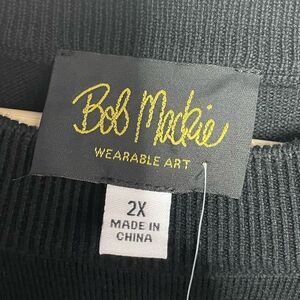 Bob Mackie
WEARABLE ART
2X
MADE IN
CHINA